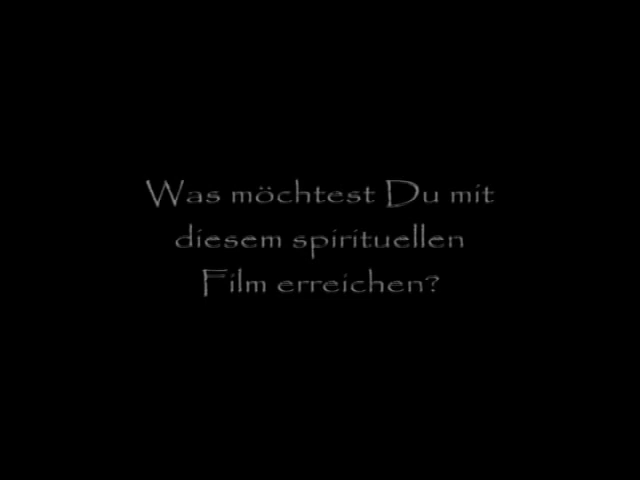 Was möchtest Du mit
diesem spirituellen
Film erreichen?